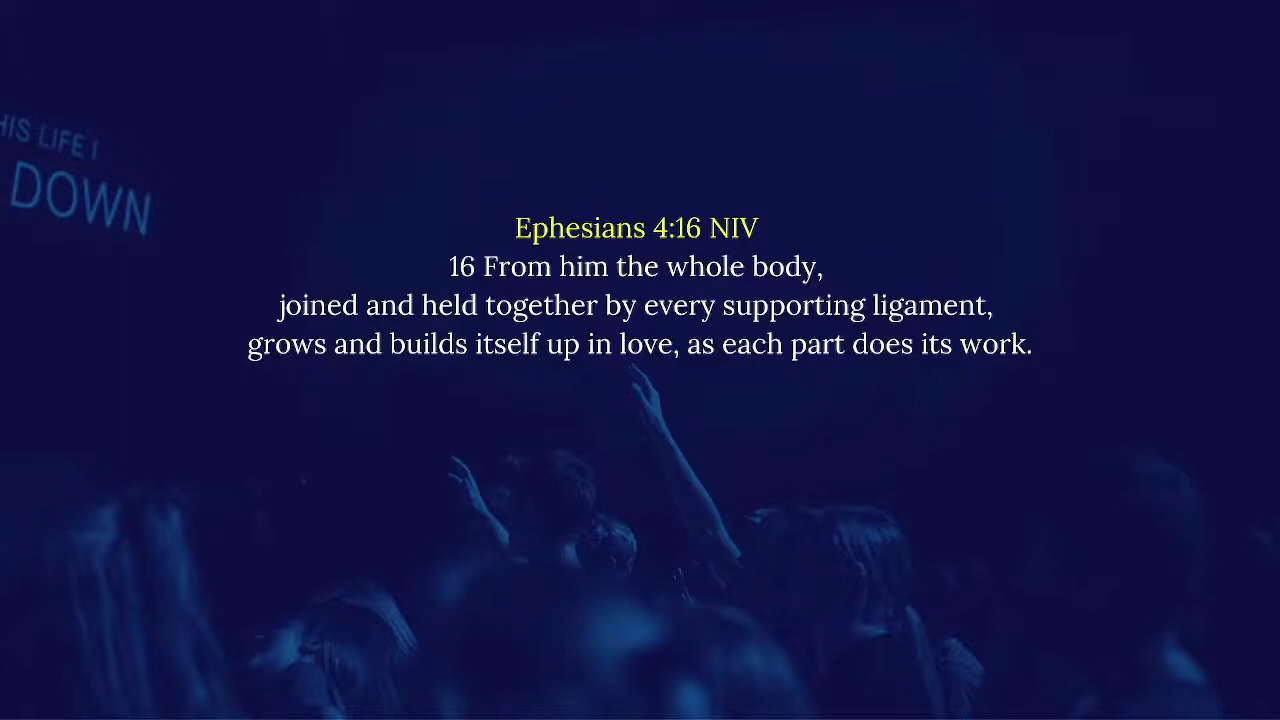 HIS LIFE I
DOWN
Ephesians 4:16 NIV
16 From him the whole body,
joined and held together by every supporting ligament,
grows and builds itself up in love, as each part does its work.